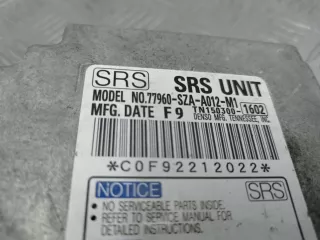 SRS SRS UNIT
MODEL NO.77960-SZA-A012-M1
MFG. DATE F 9 TN150300-1602
DENSO MFG. TENNESSEE, INC.
*C0F92212022*
NOTICE SRS
• NO SERVICEABLE PARTS INSIDE.
• REFER TO SERVICE MANUAL
FOR DETAILED INSTRUCTIONS.